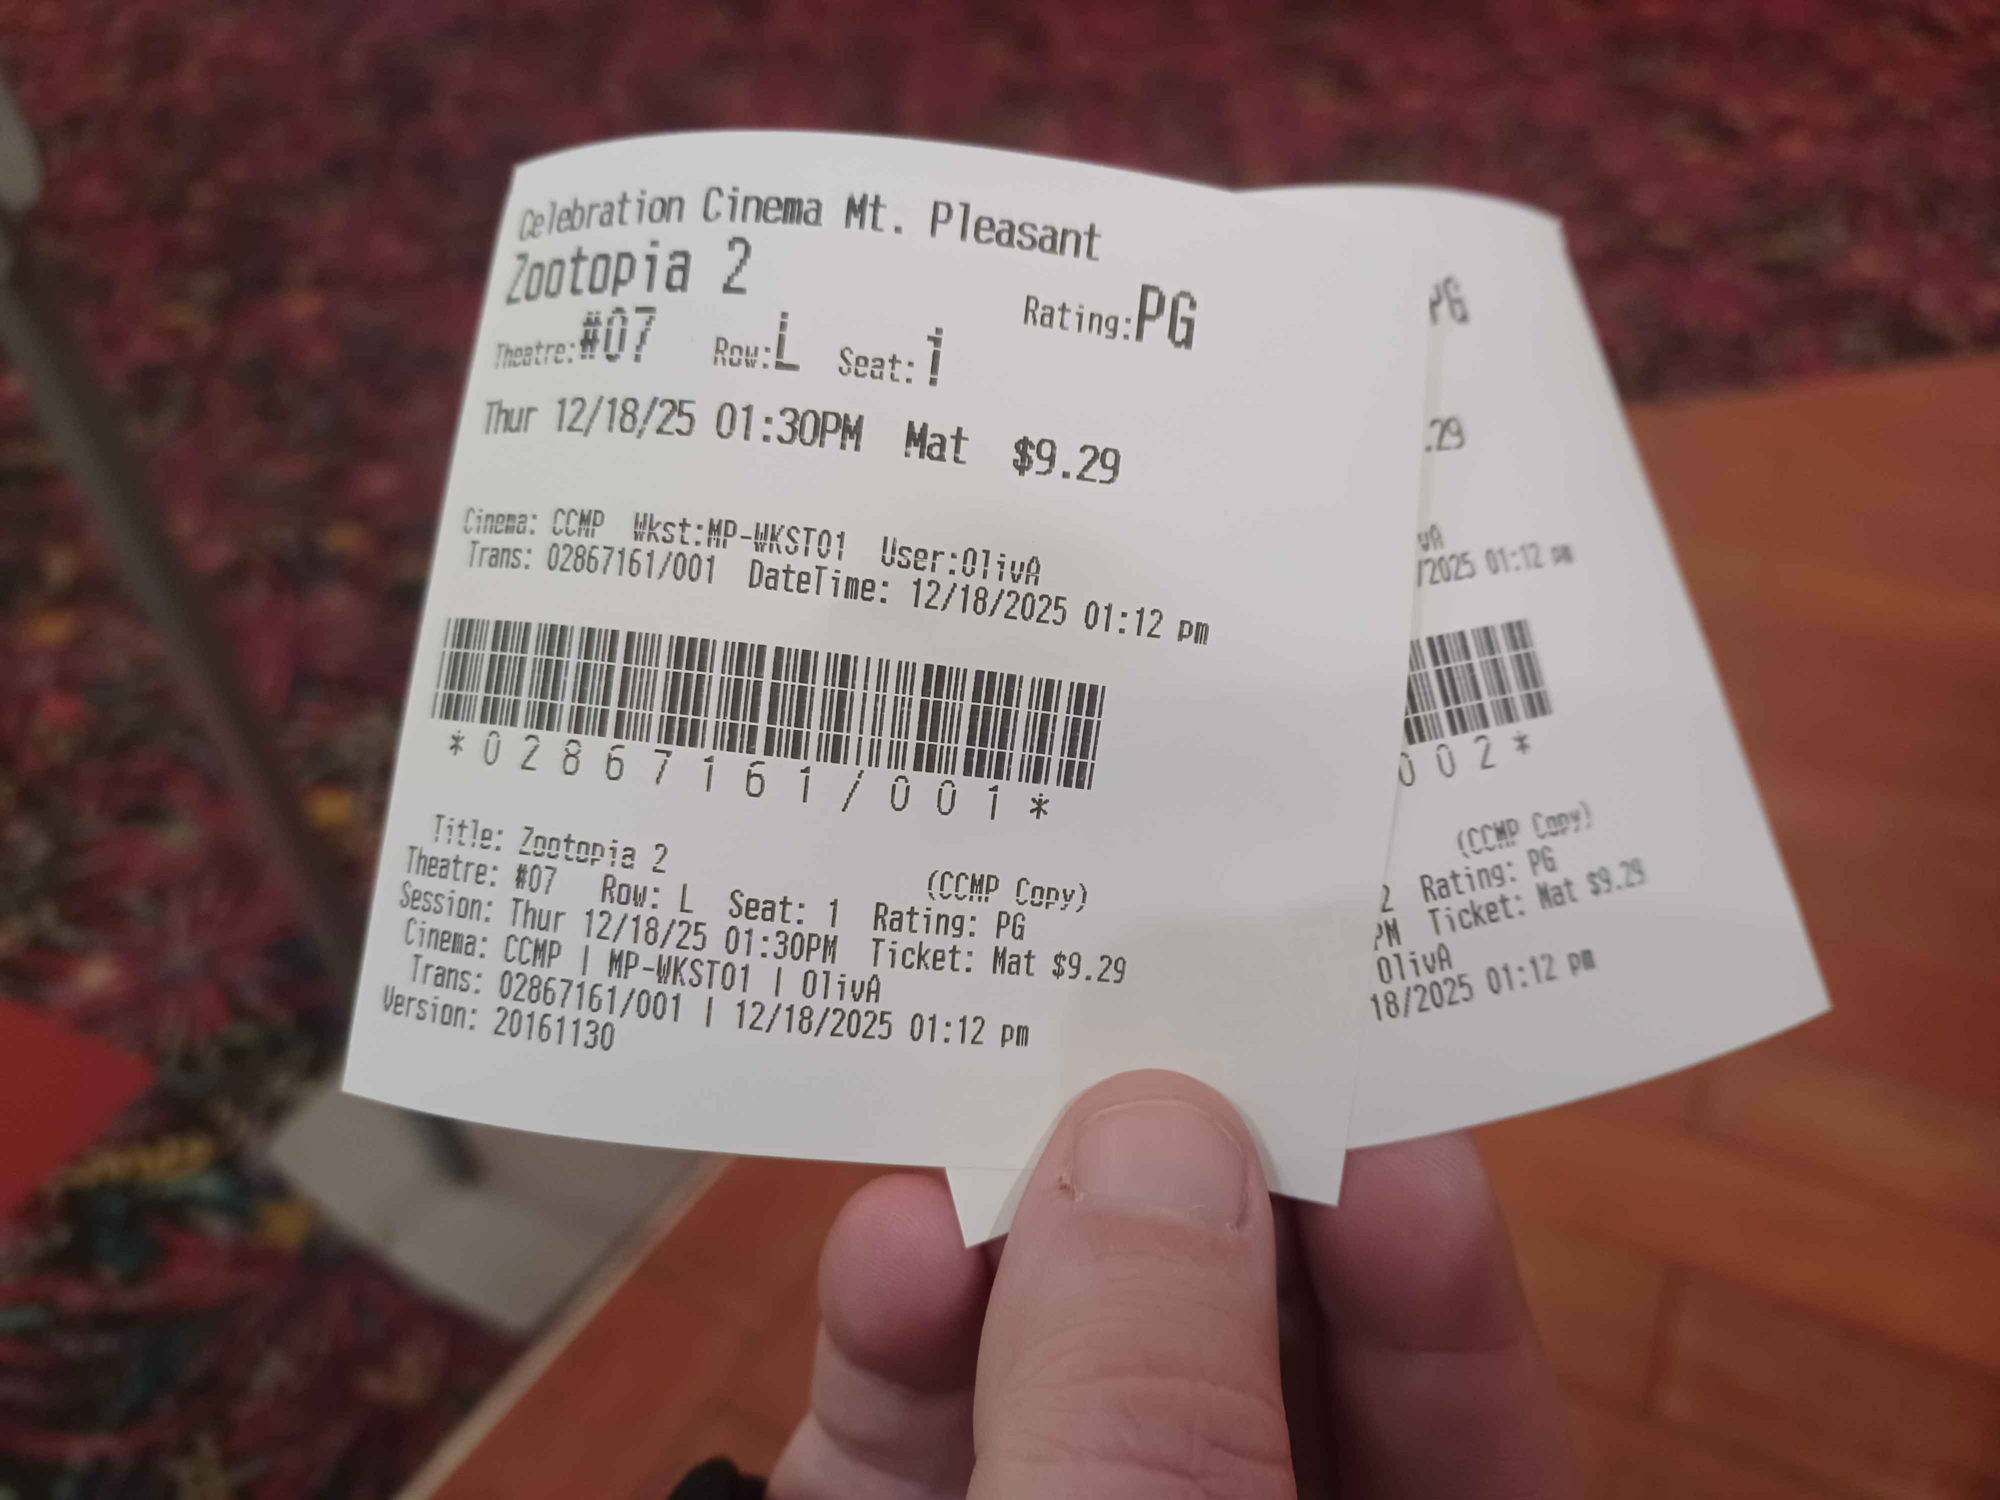 Celebration Cinema Mt. Pleasant
Zootopia 2
Rating:PG
Theatre:#07 Row:L Seat:1
Thur 12/18/25 01:30PM Mat $9.29
Cinema: CCMP Wkst:MP-WKST01 User:OlivA
Trans: 02867161/001 DateTime: 12/18/2025 01:12 pm
*02867161/001*
Title: Zootopia 2 (CCMP Copy)
Theatre: #07 Row: L Seat: 1 Rating: PG
Session: Thur 12/18/25 01:30PM Ticket: Mat $9.29
Cinema: CCMP | MP-WKST01 | OlivA
Trans: 02867161/001 | 12/18/2025 01:12 pm
Version: 20161130
PG
.29
vA
/2025 01:12 pm
002*
(CCMP Copy)
2 Rating: PG
PM Ticket: Mat $9.29
OlivA
18/2025 01:12 pm